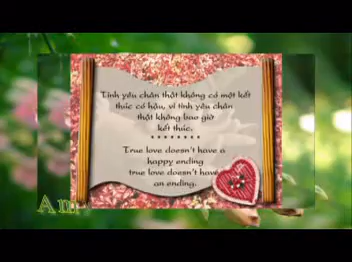 Tình yêu chân thật không có một kết
thúc có hậu, vì tình yêu chân
thật không bao giờ
kết thúc.
********
True love doesn't have a
happy ending
true love doesn't have
an ending.